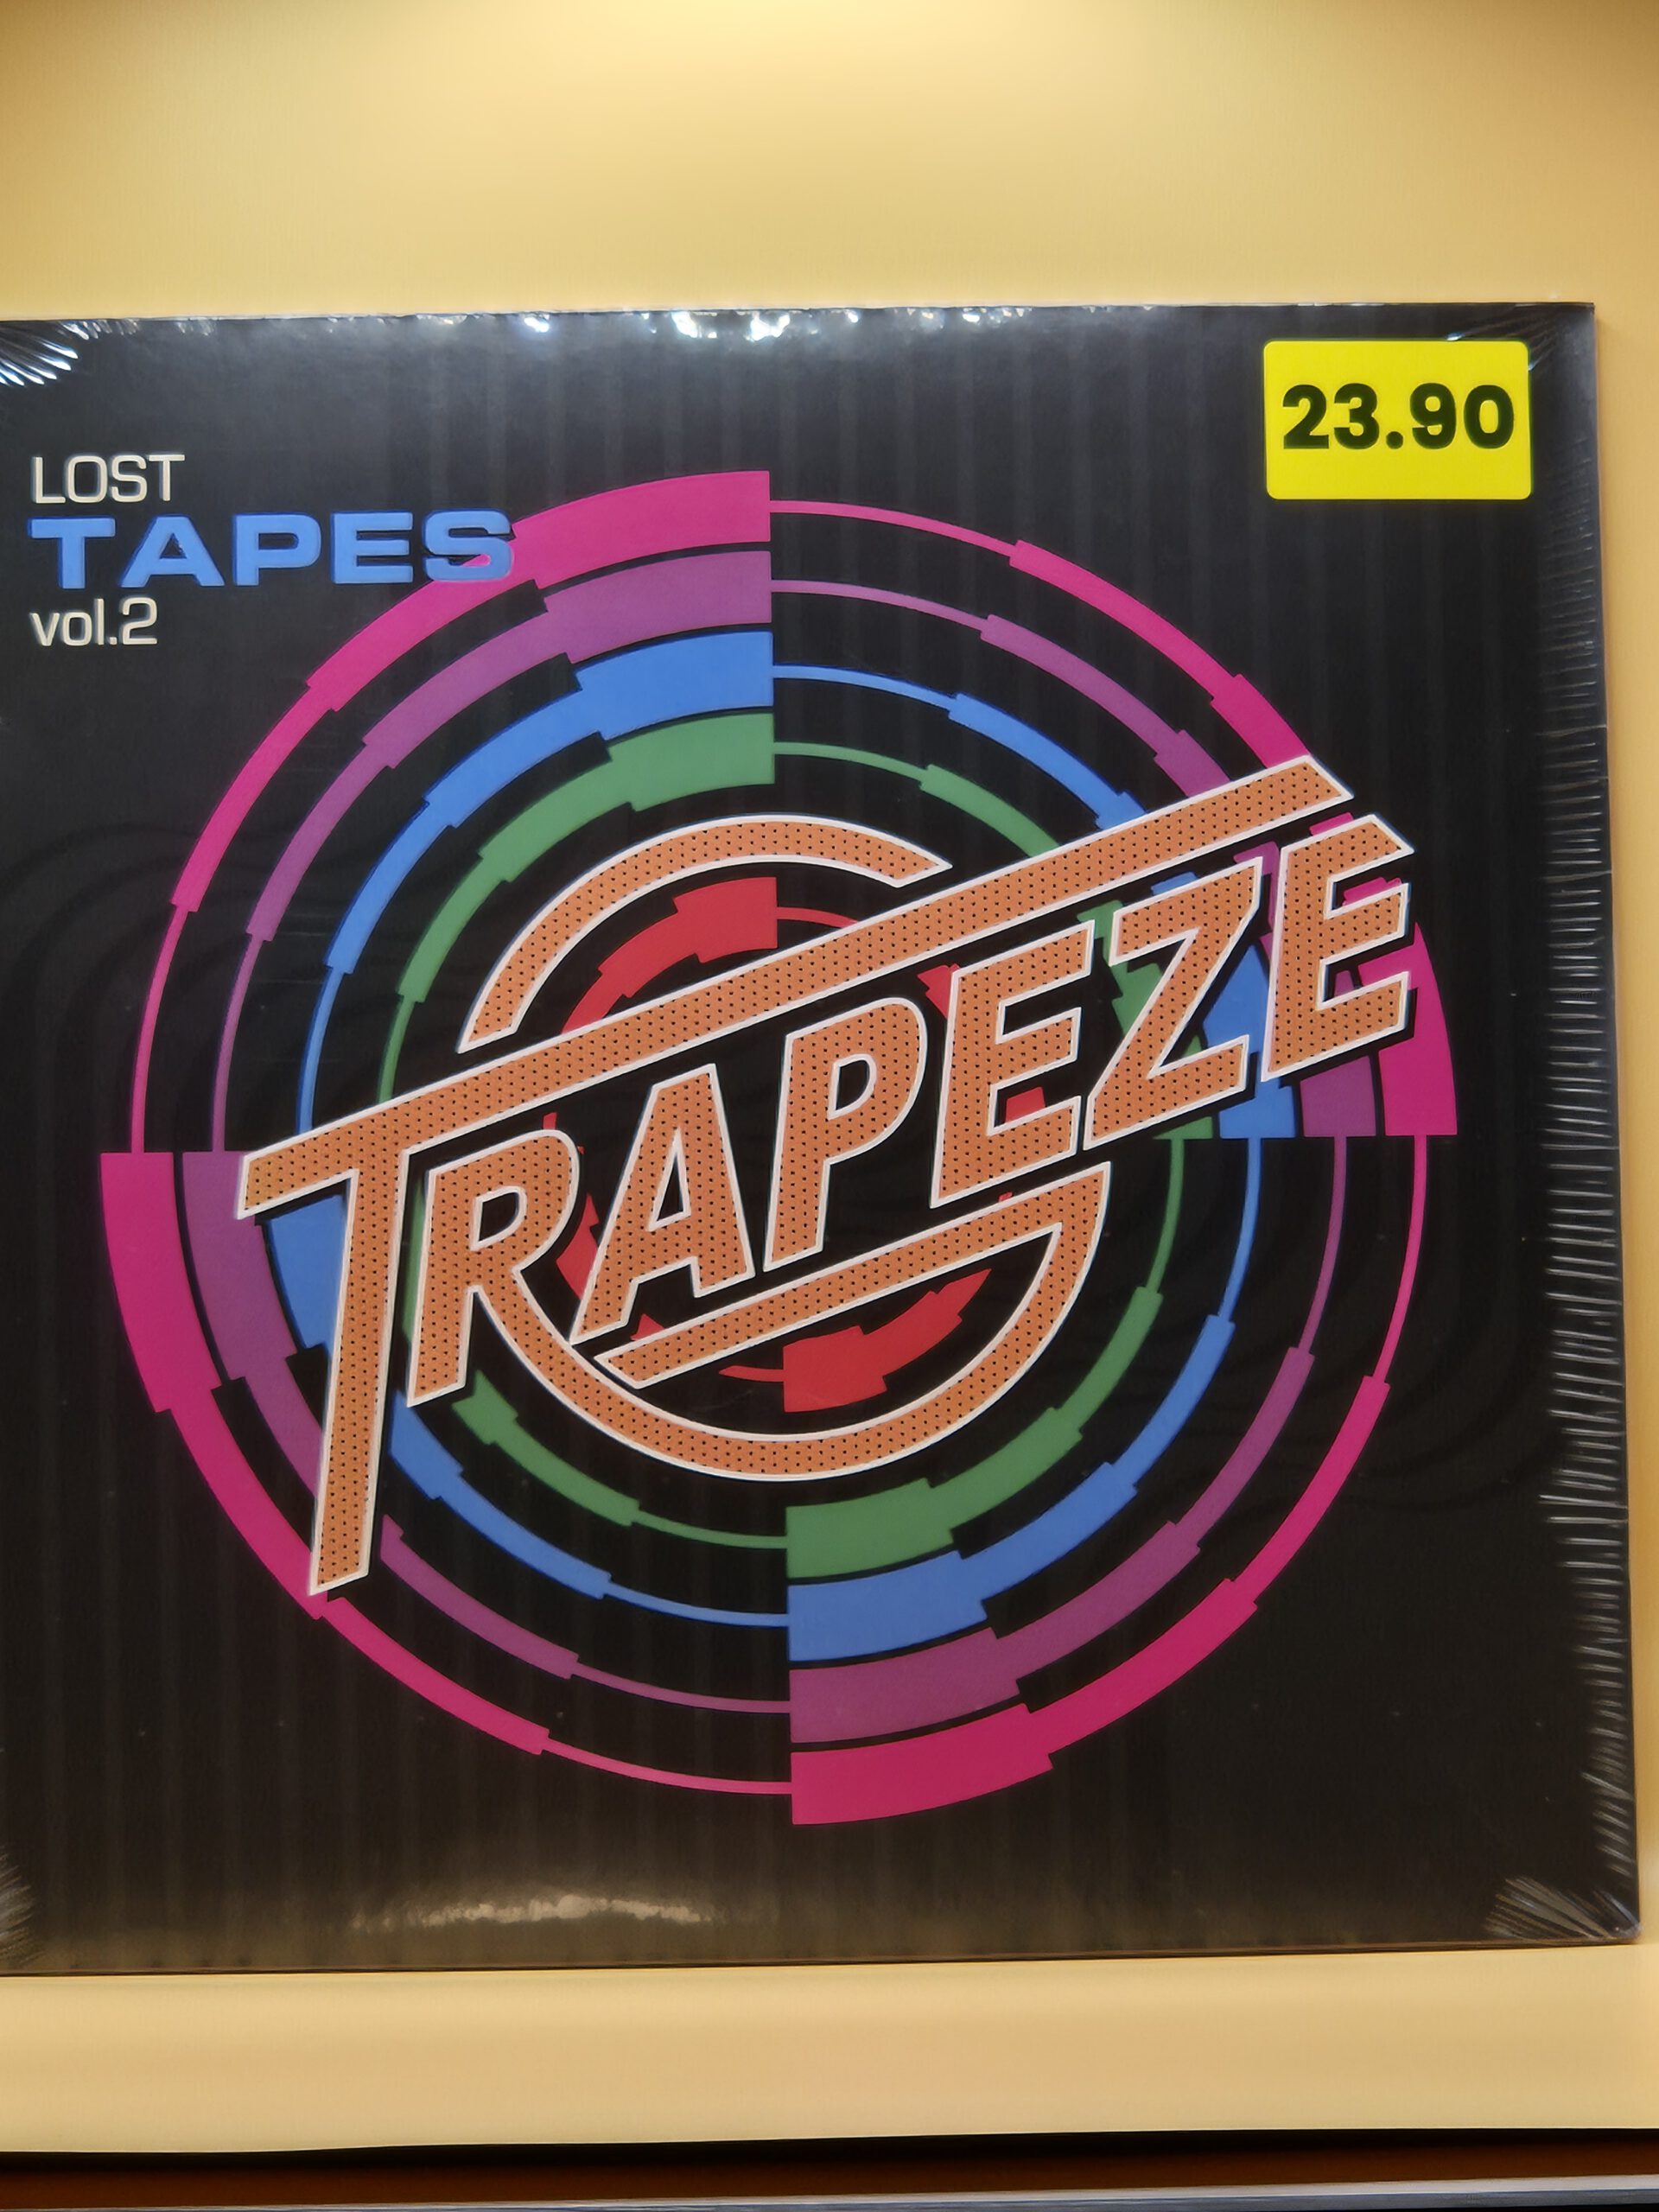 23.90
LOST
TAPES
vol.2
TRAPEZE